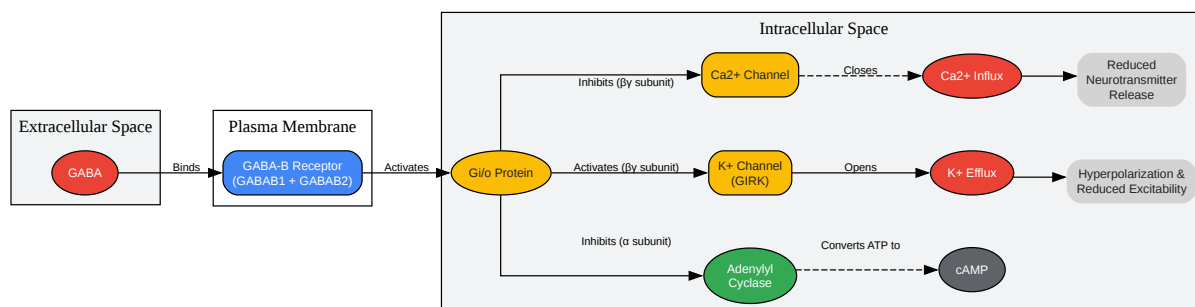 Intracellular Space
Inhibits (βγ subunit)
Ca2+ Channel
Closes
Ca2+ Influx
Reduced
Neurotransmitter
Release
Extracellular Space
GABA
Binds
Plasma Membrane
GABA-B Receptor
(GABAB1 + GABAB2)
Activates
Gi/o Protein
Activates (βγ subunit)
K+ Channel
(GIRK)
Opens
K+ Efflux
Hyperpolarization &
Reduced Excitability
Inhibits (α subunit)
Adenylyl
Cyclase
Converts ATP to
cAMP